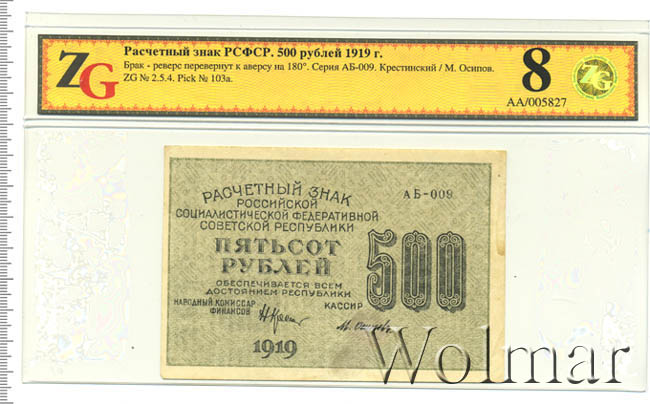 ZG
Расчетный знак РСФСР. 500 рублей 1919 г.
Брак - реверс перевернут к аверсу на 180°. Серия АБ-009. Крестинский / М. Осипов.
ZG № 2.5.4. Pick № 103a.
8
АА/005827
ZG
РАСЧЕТНЫЙ ЗНАК
РОССИЙСКОЙ
СОЦИАЛИСТИЧЕСКОЙ ФЕДЕРАТИВНОЙ
СОВЕТСКОЙ РЕСПУБЛИКИ
ПЯТЬСОТ
РУБЛЕЙ
ОБЕСПЕЧИВАЕТСЯ ВСЕМ
ДОСТОЯНИЕМ РЕСПУБЛИКИ
НАРОДНЫЙ КОМИССАР
ФИНАНСОВ
КАССИР
1919
АБ-009
500
Wolmar